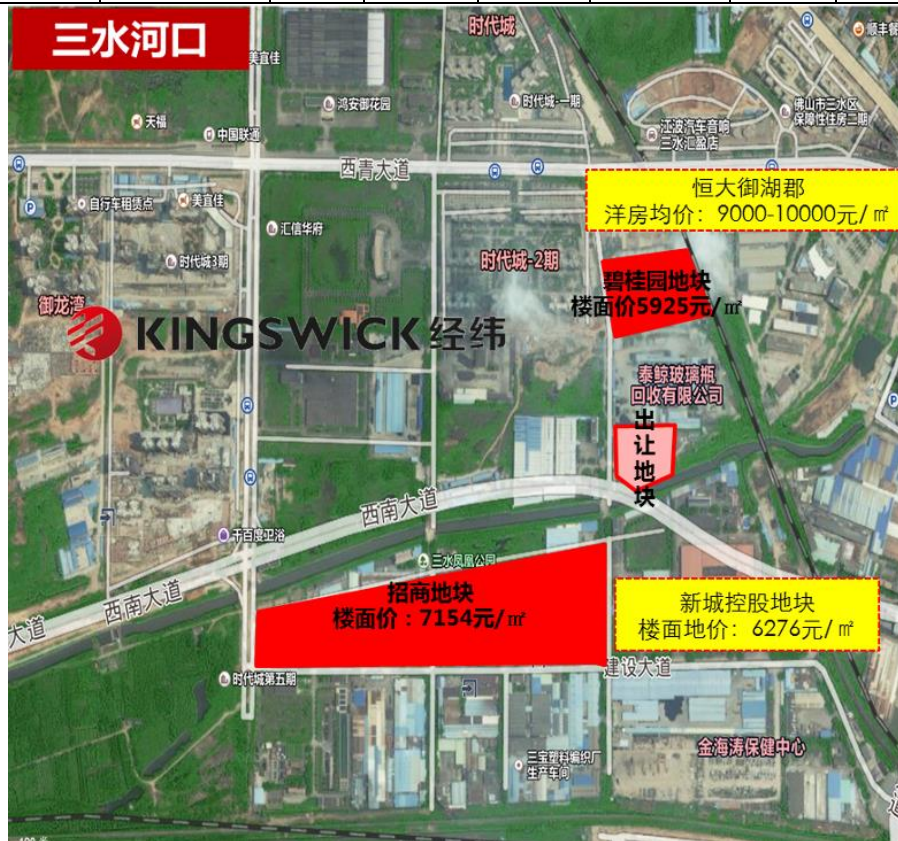 三水河口
时代城
美宜佳
顺丰餐
天福
中国联通
鸿安御花园
时代城-一期
江波汽车音响
三水汇盈店
佛山市三水区
保障性住房二期
西青大道
恒大御湖郡
洋房均价：9000-10000元/㎡
P
自行车租赁点
美宜佳
汇信华府
时代城3期
时代城-2期
御龙湾
碧桂园地块
楼面价5925元/㎡
KINGSWICK 经纬
泰鲸玻璃瓶
回收有限公司
P
出让地块
西南大道
千百度卫浴
三水凤凰公园
招商地块
楼面价：7154元/㎡
西南大道
大道
新城控股地块
楼面地价：6276元/㎡
建设大道
时代城第五期
三宝塑料编织厂
生产车间
金海涛保健中心
道